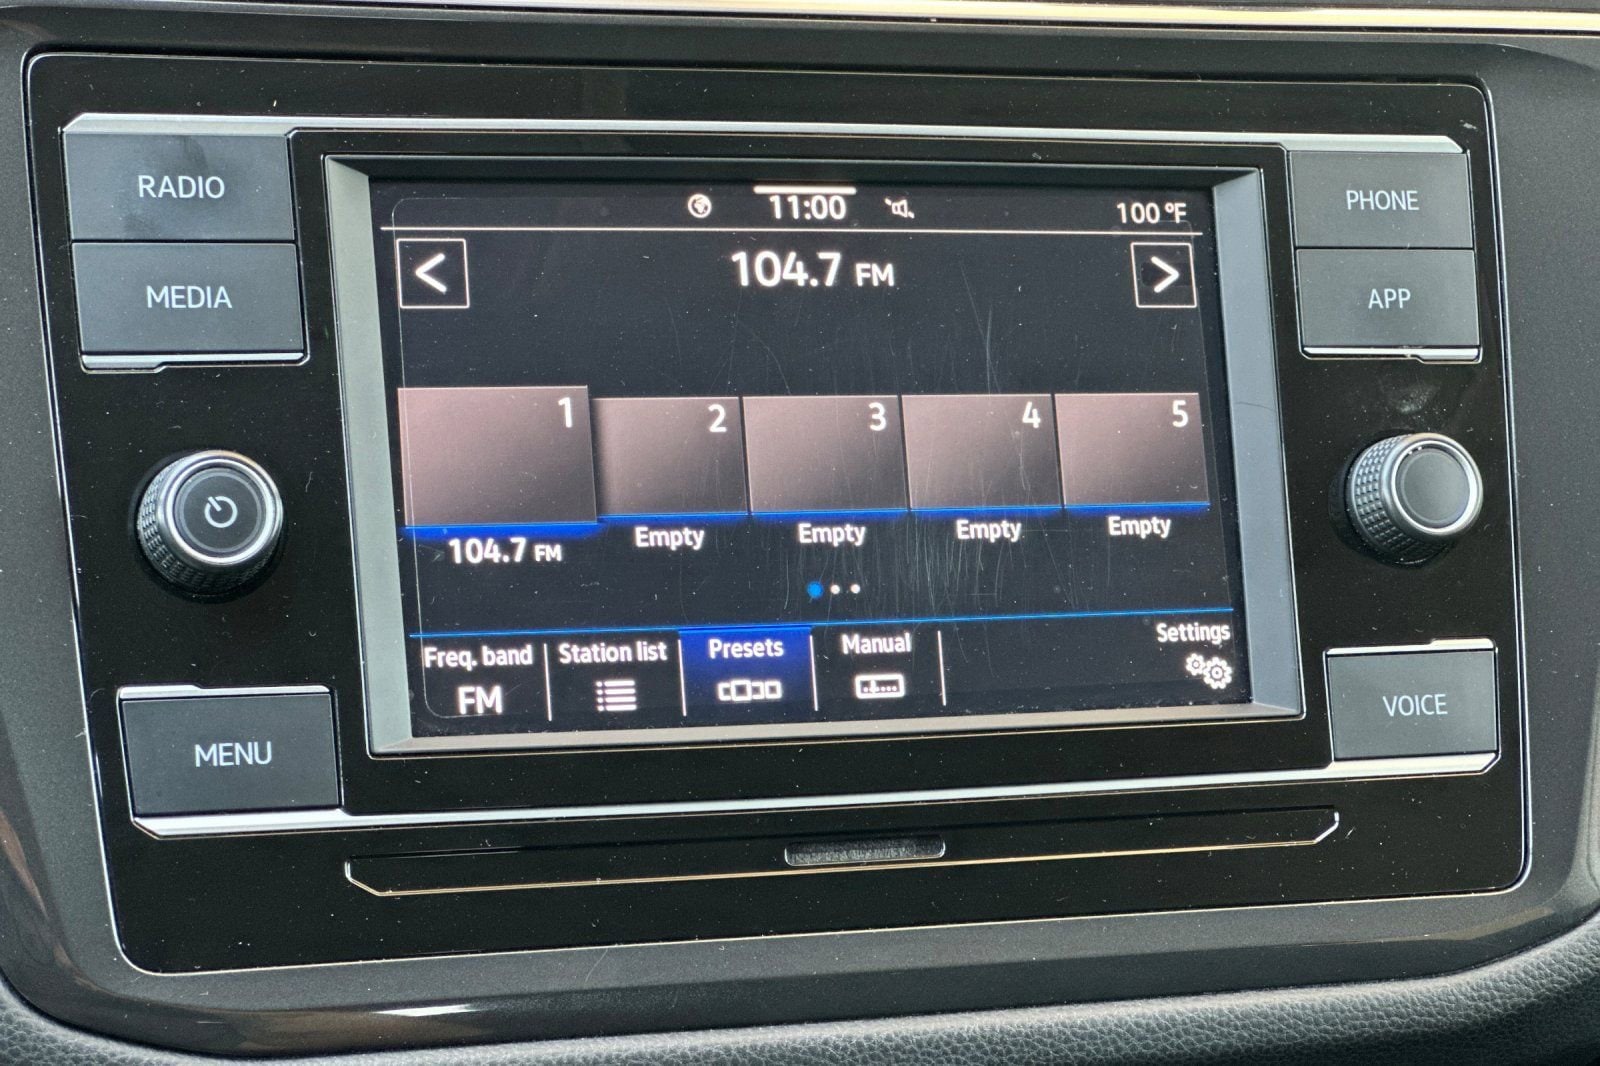 RADIO
MEDIA
MENU
11:00
100 °F
104.7 FM
1
2
3
4
5
104.7 FM
Empty
Empty
Empty
Empty
Freq. band
FM
Station list
Presets
Manual
Settings
PHONE
APP
VOICE